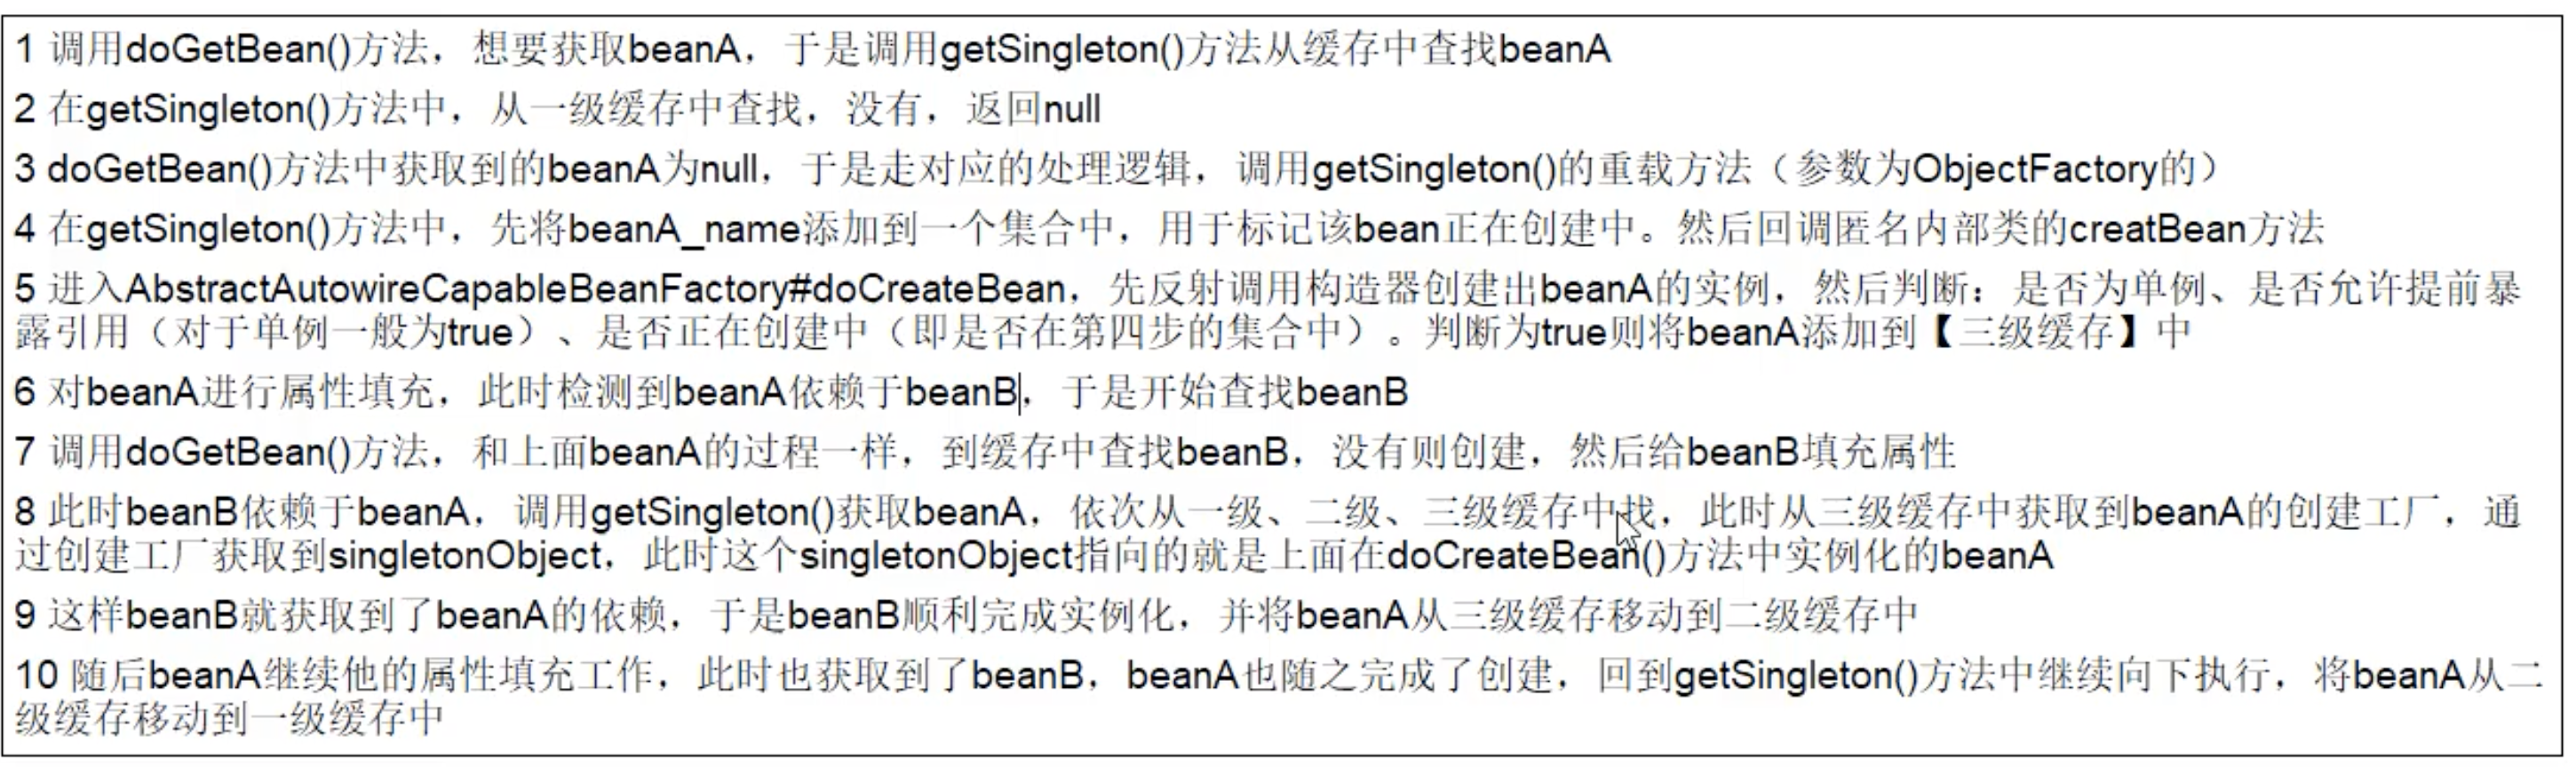 1 调用doGetBean()方法，想要获取beanA，于是调用getSingleton()方法从缓存中查找beanA
2 在getSingleton()方法中，从一级缓存中查找，没有，返回null
3 doGetBean()方法中获取到的beanA为null，于是走对应的处理逻辑，调用getSingleton()的重载方法（参数为ObjectFactory的）
4 在getSingleton()方法中，先将beanA_name添加到一个集合中，用于标记该bean正在创建中。然后回调匿名内部类的creatBean方法
5 进入AbstractAutowireCapableBeanFactory#doCreateBean，先反射调用构造器创建出beanA的实例，然后判断：是否为单例、是否允许提前暴
露引用（对于单例一般为true）、是否正在创建中（即是否在第四步的集合中）。判断为true则将beanA添加到【三级缓存】中
6 对beanA进行属性填充，此时检测到beanA依赖于beanB，于是开始查找beanB
7 调用doGetBean()方法，和上面beanA的过程一样，到缓存中查找beanB，没有则创建，然后给beanB填充属性
8 此时beanB依赖于beanA，调用getSingleton()获取beanA，依次从一级、二级、三级缓存中找，此时从三级缓存中获取到beanA的创建工厂，通
过创建工厂获取到singletonObject，此时这个singletonObject指向的就是上面在doCreateBean()方法中实例化的beanA
9 这样beanB就获取到了beanA的依赖，于是beanB顺利完成实例化，并将beanA从三级缓存移动到二级缓存中
10 随后beanA继续他的属性填充工作，此时也获取到了beanB，beanA也随之完成了创建，回到getSingleton()方法中继续向下执行，将beanA从二
级缓存移动到一级缓存中